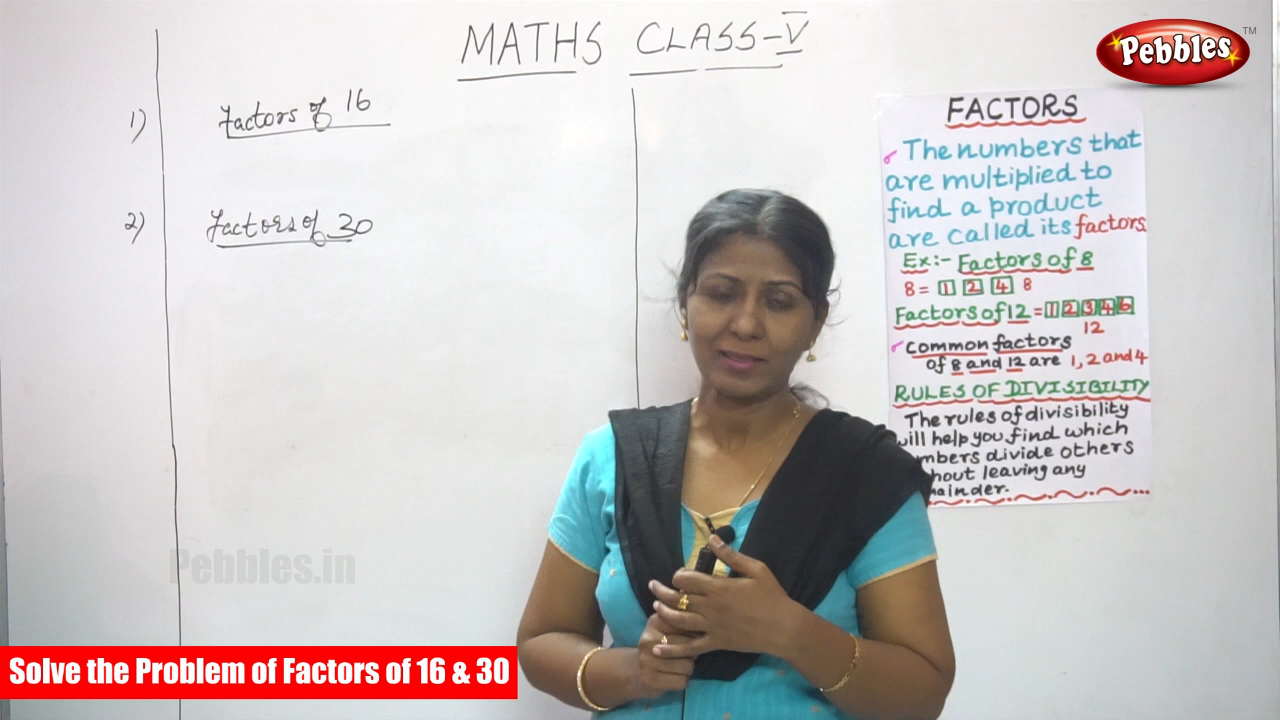 MATHS CLASS-V
Pebbles TM
1) Factors of 16
2) Factors of 30
FACTORS
The numbers that
are multiplied to
find a product
are called its factors
Ex:- Factors of 8
8 = 1 2 4 8
Factors of 12 = 1 2 3 4 6
12
common factors
of 8 and 12 are 1, 2 and 4
RULES OF DIVISIBILITY
The rules of divisibility
will help you find which
mbers divide others
hout leaving any
ainder.
Pebbles.in
Solve the Problem of Factors of 16 & 30